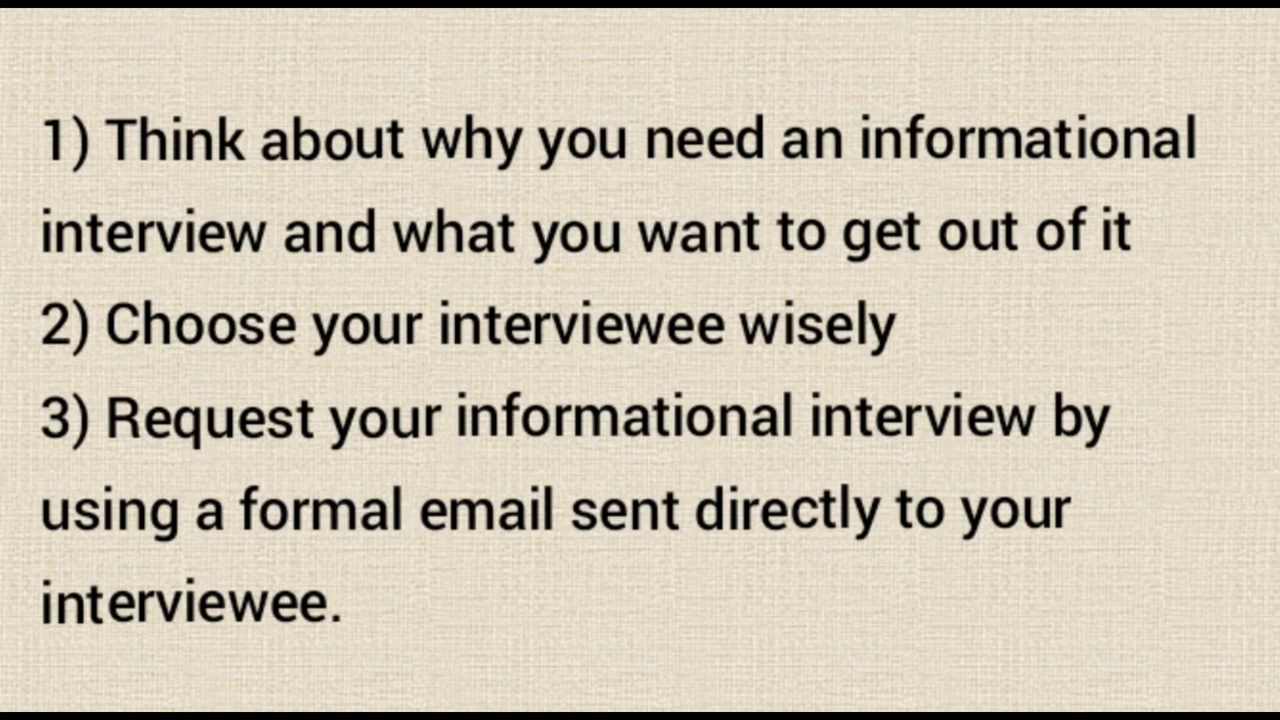 1) Think about why you need an informational
interview and what you want to get out of it
2) Choose your interviewee wisely
3) Request your informational interview by
using a formal email sent directly to your
interviewee.